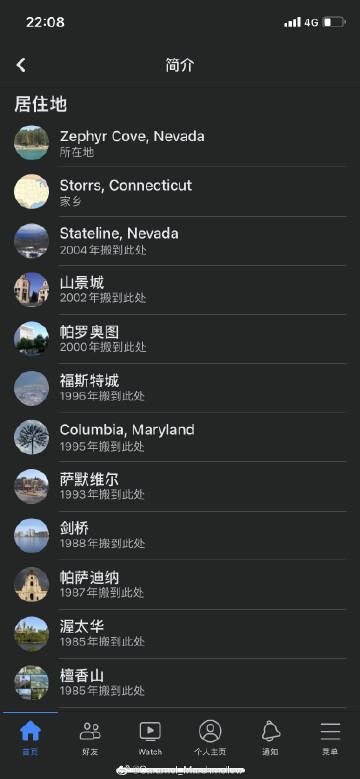 22:08
4G
简介
居住地
Zephyr Cove, Nevada
所在地
Storrs, Connecticut
家乡
Stateline, Nevada
2004年搬到此处
山景城
2002年搬到此处
帕罗奥图
2000年搬到此处
福斯特城
1996年搬到此处
Columbia, Maryland
1995年搬到此处
萨默维尔
1993年搬到此处
剑桥
1988年搬到此处
帕萨迪纳
1987年搬到此处
渥太华
1985年搬到此处
檀香山
1985年搬到此处
首页
好友
Watch
个人主页
通知
菜单